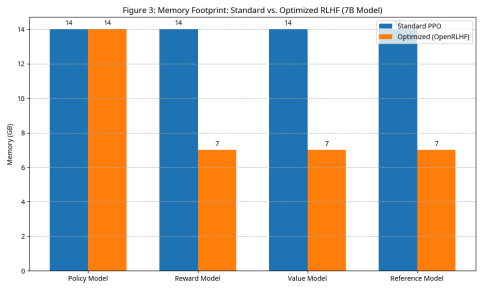 Figure 3: Memory Footprint: Standard vs. Optimized RLHF (7B Model)
Standard PPO
Optimized (OpenRLHF)
14 14 14 14
7 7 7
Memory (GB)
14
12
10
8
6
4
2
0
Policy Model Reward Model Value Model Reference Model